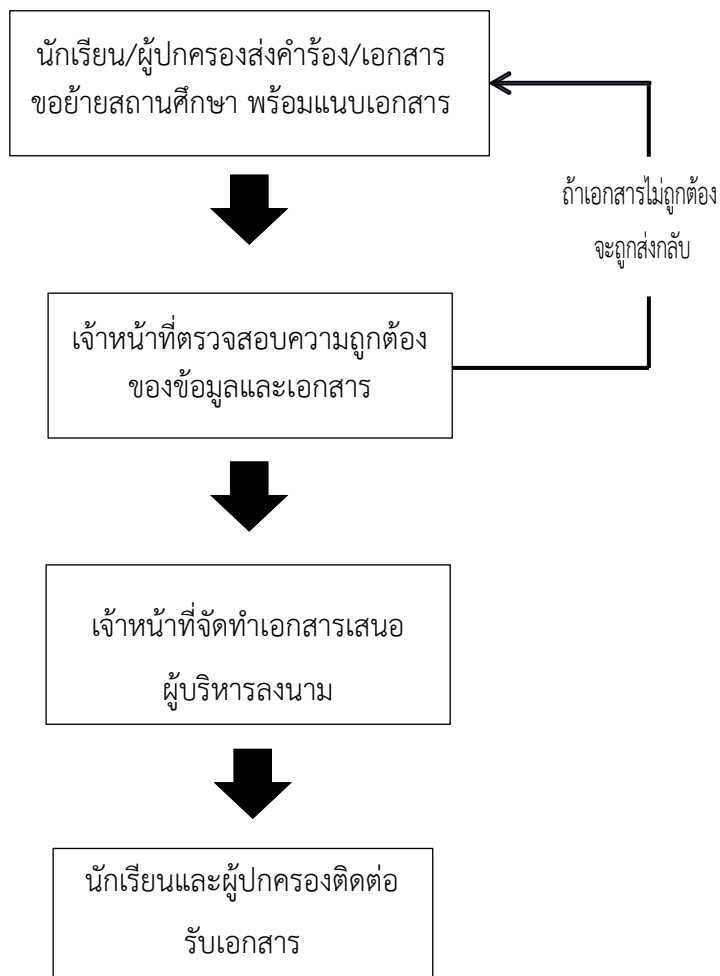 นักเรียน/ผู้ปกครองส่งคำร้อง/เอกสาร
ขอย้ายสถานศึกษา พร้อมแนบเอกสาร
ถ้าเอกสารไม่ถูกต้อง
จะถูกส่งกลับ
เจ้าหน้าที่ตรวจสอบความถูกต้อง
ของข้อมูลและเอกสาร
เจ้าหน้าที่จัดทำเอกสารเสนอ
ผู้บริหารลงนาม
นักเรียนและผู้ปกครองติดต่อ
รับเอกสาร